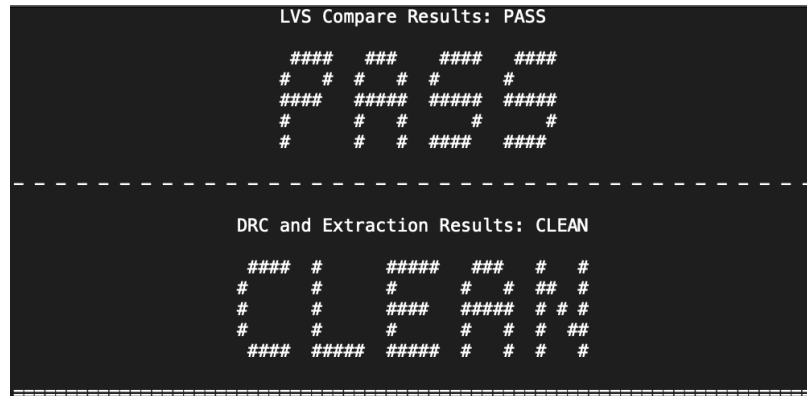 LVS Compare Results: PASS
PASS
DRC and Extraction Results: CLEAN
CLEAN